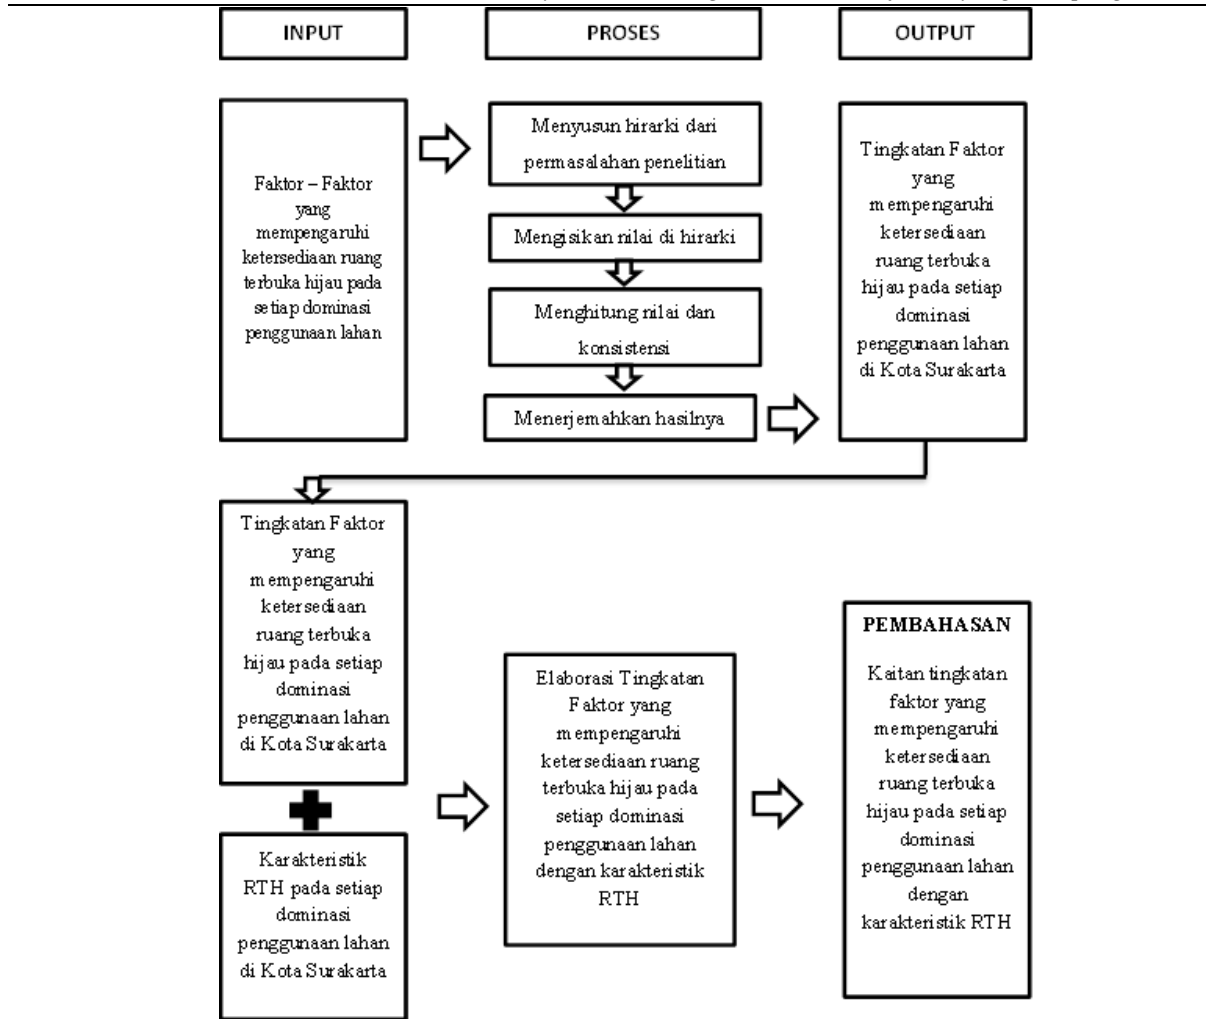 INPUT
PROSES
OUTPUT
Faktor – Faktor
yang
mempengaruhi
ketersediaan ruang
terbuka hijau pada
setiap dominasi
penggunaan lahan
Menyusun hirarki dari
permasalahan penelitian
Mengisikan nilai di hirarki
Menghitung nilai dan
konsistensi
Menerjemahkan hasilnya
Tingkatan Faktor
yang
mempengaruhi
ketersediaan
ruang terbuka
hijau pada setiap
dominasi
penggunaan lahan
di Kota Surakarta
Tingkatan Faktor
yang
mempengaruhi
ketersediaan
ruang terbuka
hijau pada setiap
dominasi
penggunaan lahan
di Kota Surakarta
Karakteristik
RTH pada setiap
dominasi
penggunaan lahan
di Kota Surakarta
Elaborasi Tingkatan
Faktor yang
mempengaruhi
ketersediaan ruang
terbuka hijau pada
setiap dominasi
penggunaan lahan
dengan karakteristik
RTH
PEMBAHASAN
Kaitan tingkatan
faktor yang
mempengaruhi
ketersediaan
ruang terbuka
hijau pada setiap
dominasi
penggunaan lahan
dengan
karakteristik RTH